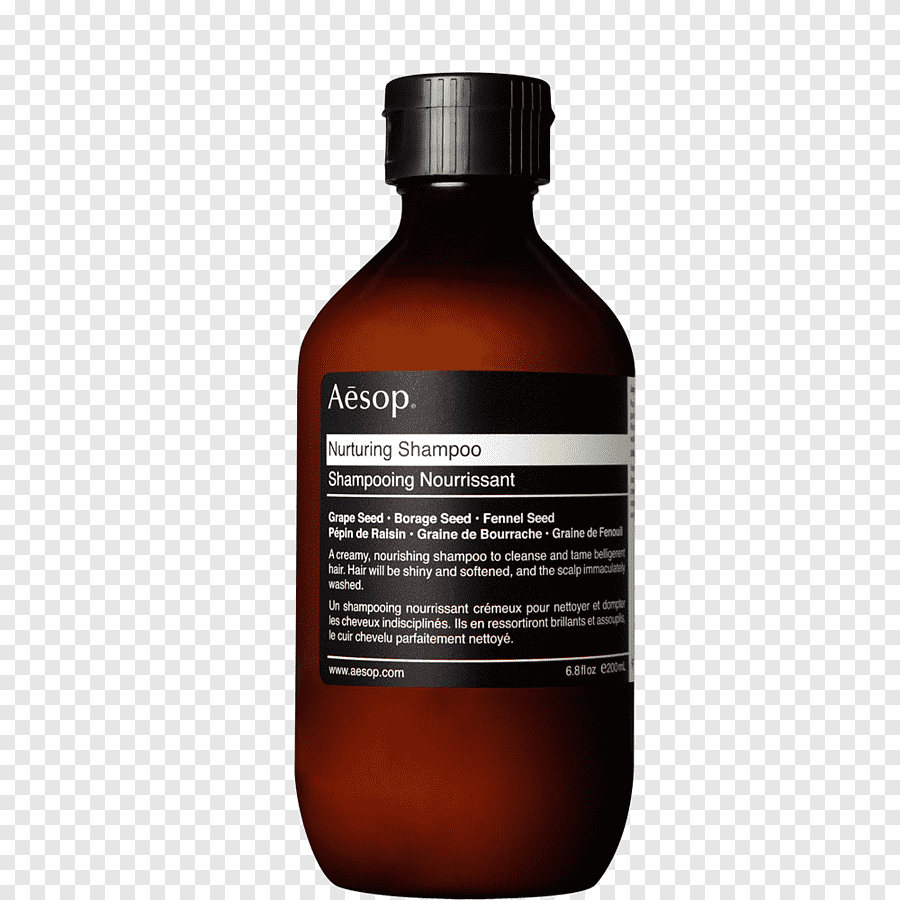 Aēsop®
Nurturing Shampoo
Shampooing Nourrissant
Grape Seed • Borage Seed • Fennel Seed
Pépin de Raisin • Graine de Bourrache • Graine de Fenouil
A creamy, nourishing shampoo to cleanse and tame belligerent
hair. Hair will be shiny and softened, and the scalp immaculately
washed.
Un shampooing nourrissant crémeux pour nettoyer et dompter
les cheveux indisciplinés. Ils en ressortiront brillants et assouplis,
le cuir chevelu parfaitement nettoyé.
www.aesop.com
6.8 fl oz ℮200mL